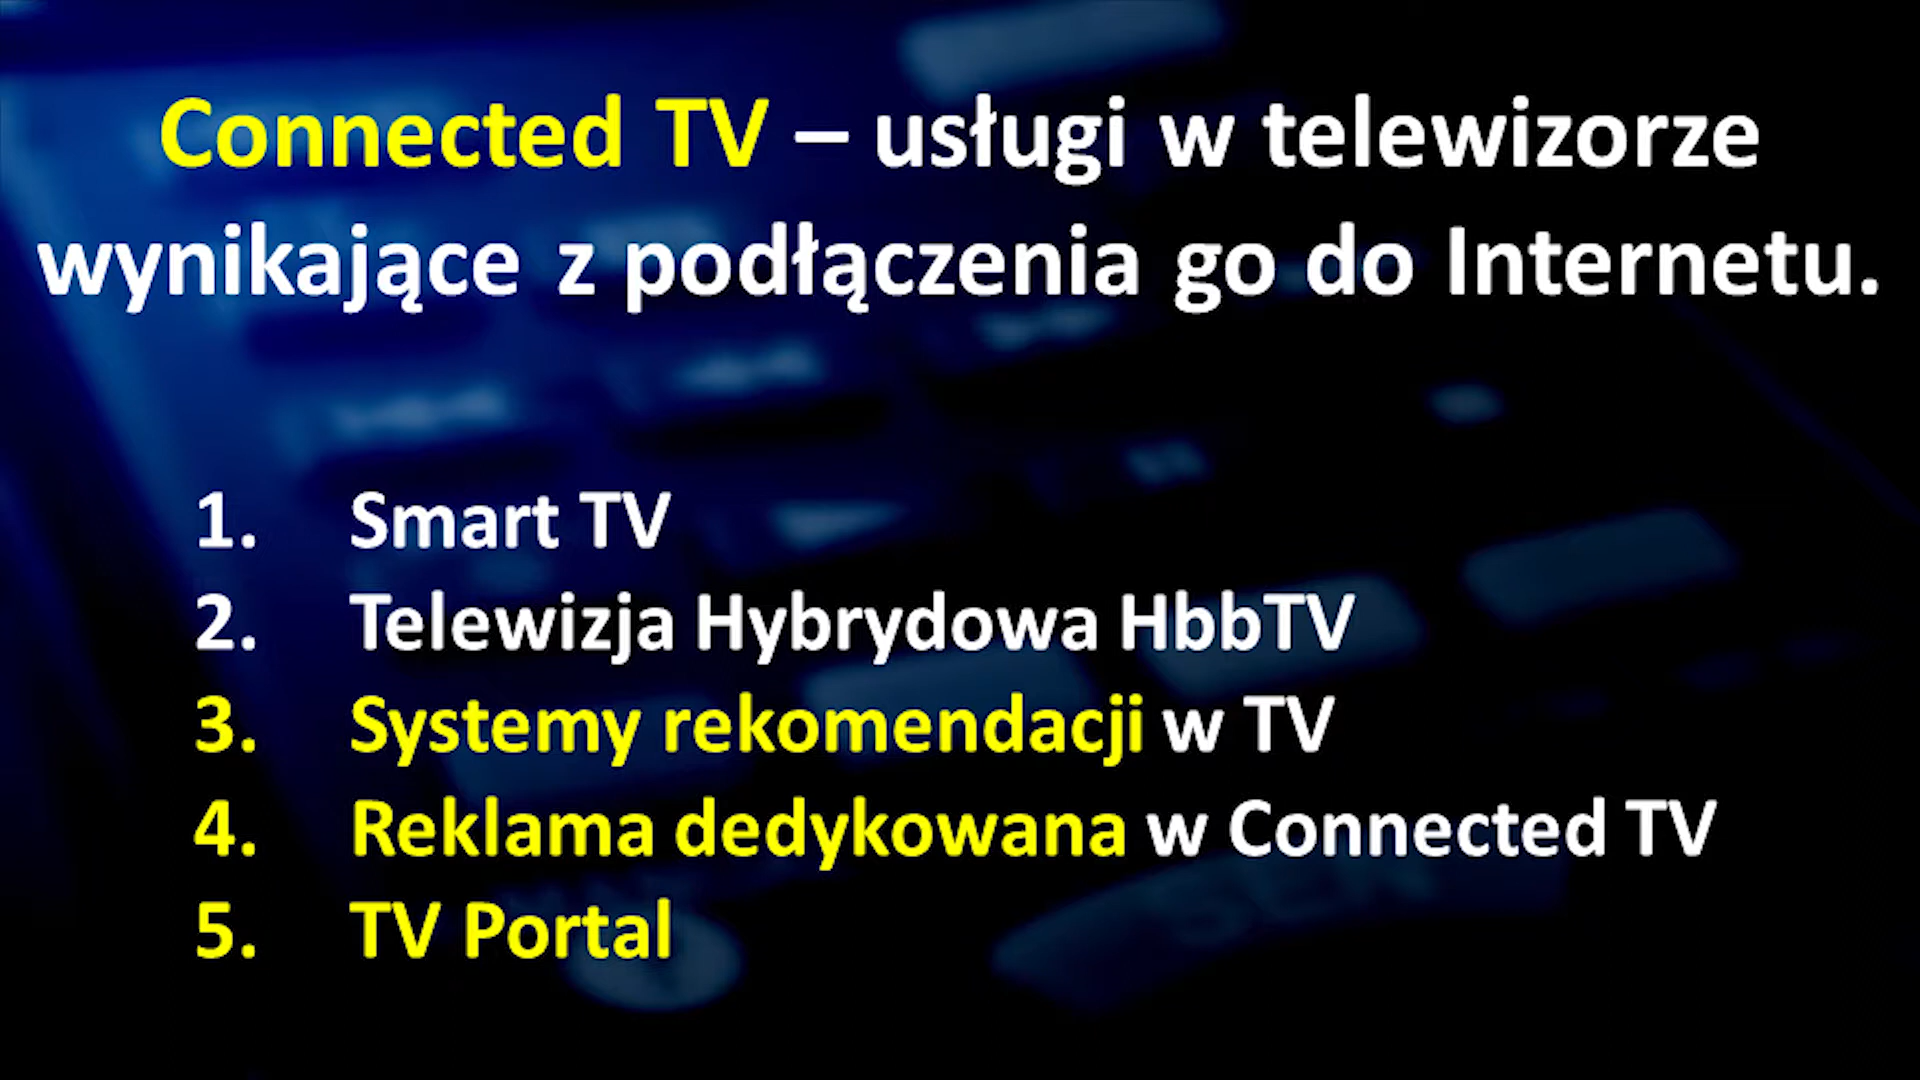 Connected TV – usługi w telewizorze
wynikające z podłączenia go do Internetu.
1. Smart TV
2. Telewizja Hybrydowa HbbTV
3. Systemy rekomendacji w TV
4. Reklama dedykowana w Connected TV
5. TV Portal